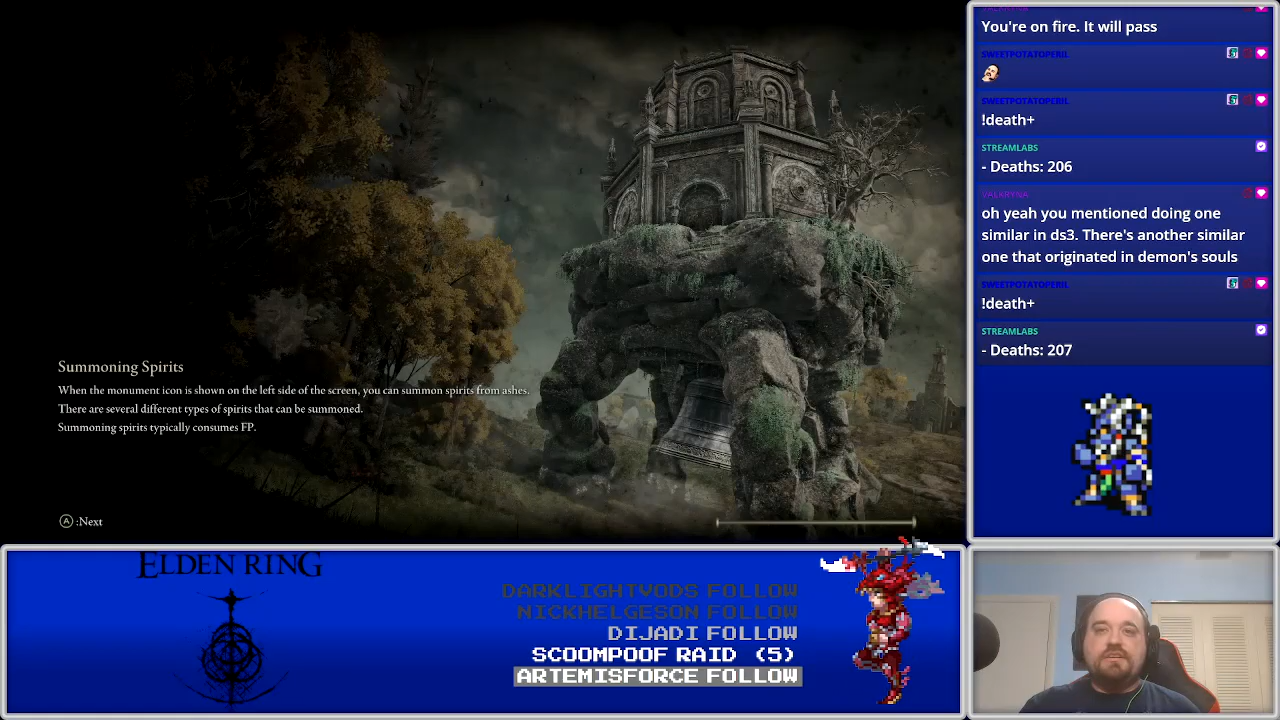 Summoning Spirits
When the monument icon is shown on the left side of the screen, you can summon spirits from ashes.
There are several different types of spirits that can be summoned.
Summoning spirits typically consumes FP.
A :Next
You're on fire. It will pass
SWEETPOTATOPERIL
SWEETPOTATOPERIL
!death+
STREAMLABS
- Deaths: 206
VALKRYNA
oh yeah you mentioned doing one
similar in ds3. There's another similar
one that originated in demon's souls
SWEETPOTATOPERIL
!death+
STREAMLABS
- Deaths: 207
ELDEN RING
DARKLIGHTVODS FOLLOW
NICKHELGESON FOLLOW
DIJADI FOLLOW
SCOOMPOOF RAID (5)
ARTEMISFORCE FOLLOW